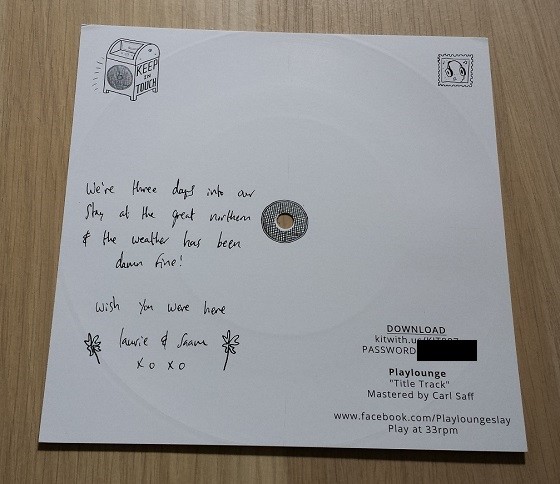 KEEP
IN
TOUCH
We're three days into our
stay at the great northern
& the weather has been
damn fine!
Wish you were here
laurie & Saam
xo xo
DOWNLOAD
PASSWORD
Playlounge
"Title Track"
Mastered by Carl Saff
www.facebook.com/Playloungeslay
Play at 33rpm